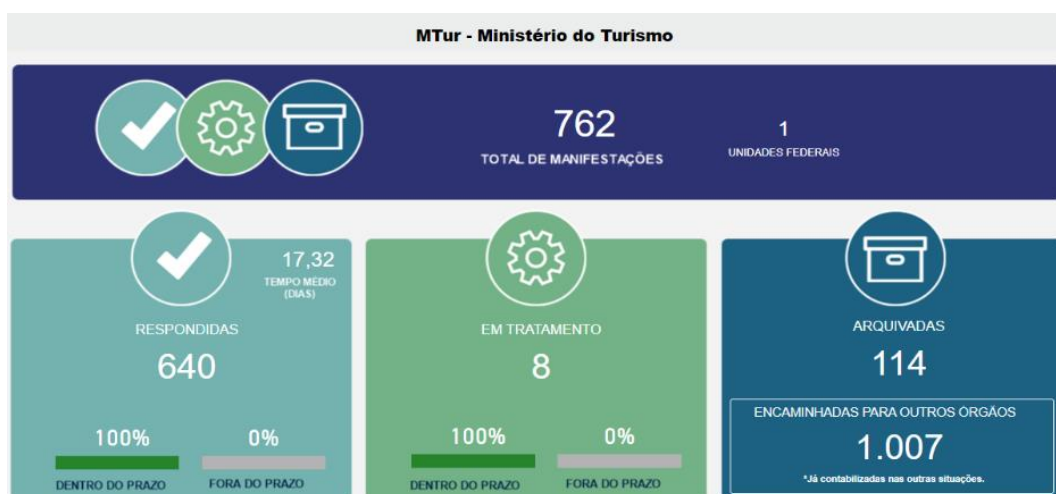 MTur - Ministério do Turismo
762
TOTAL DE MANIFESTAÇÕES
1
UNIDADES FEDERAIS
17,32
TEMPO MÉDIO
(DIAS)
RESPONDIDAS
640
100%
0%
DENTRO DO PRAZO
FORA DO PRAZO
EM TRATAMENTO
8
100%
0%
DENTRO DO PRAZO
FORA DO PRAZO
ARQUIVADAS
114
ENCAMINHADAS PARA OUTROS ÓRGÃOS
1.007
*Já contabilizadas nas outras situações.